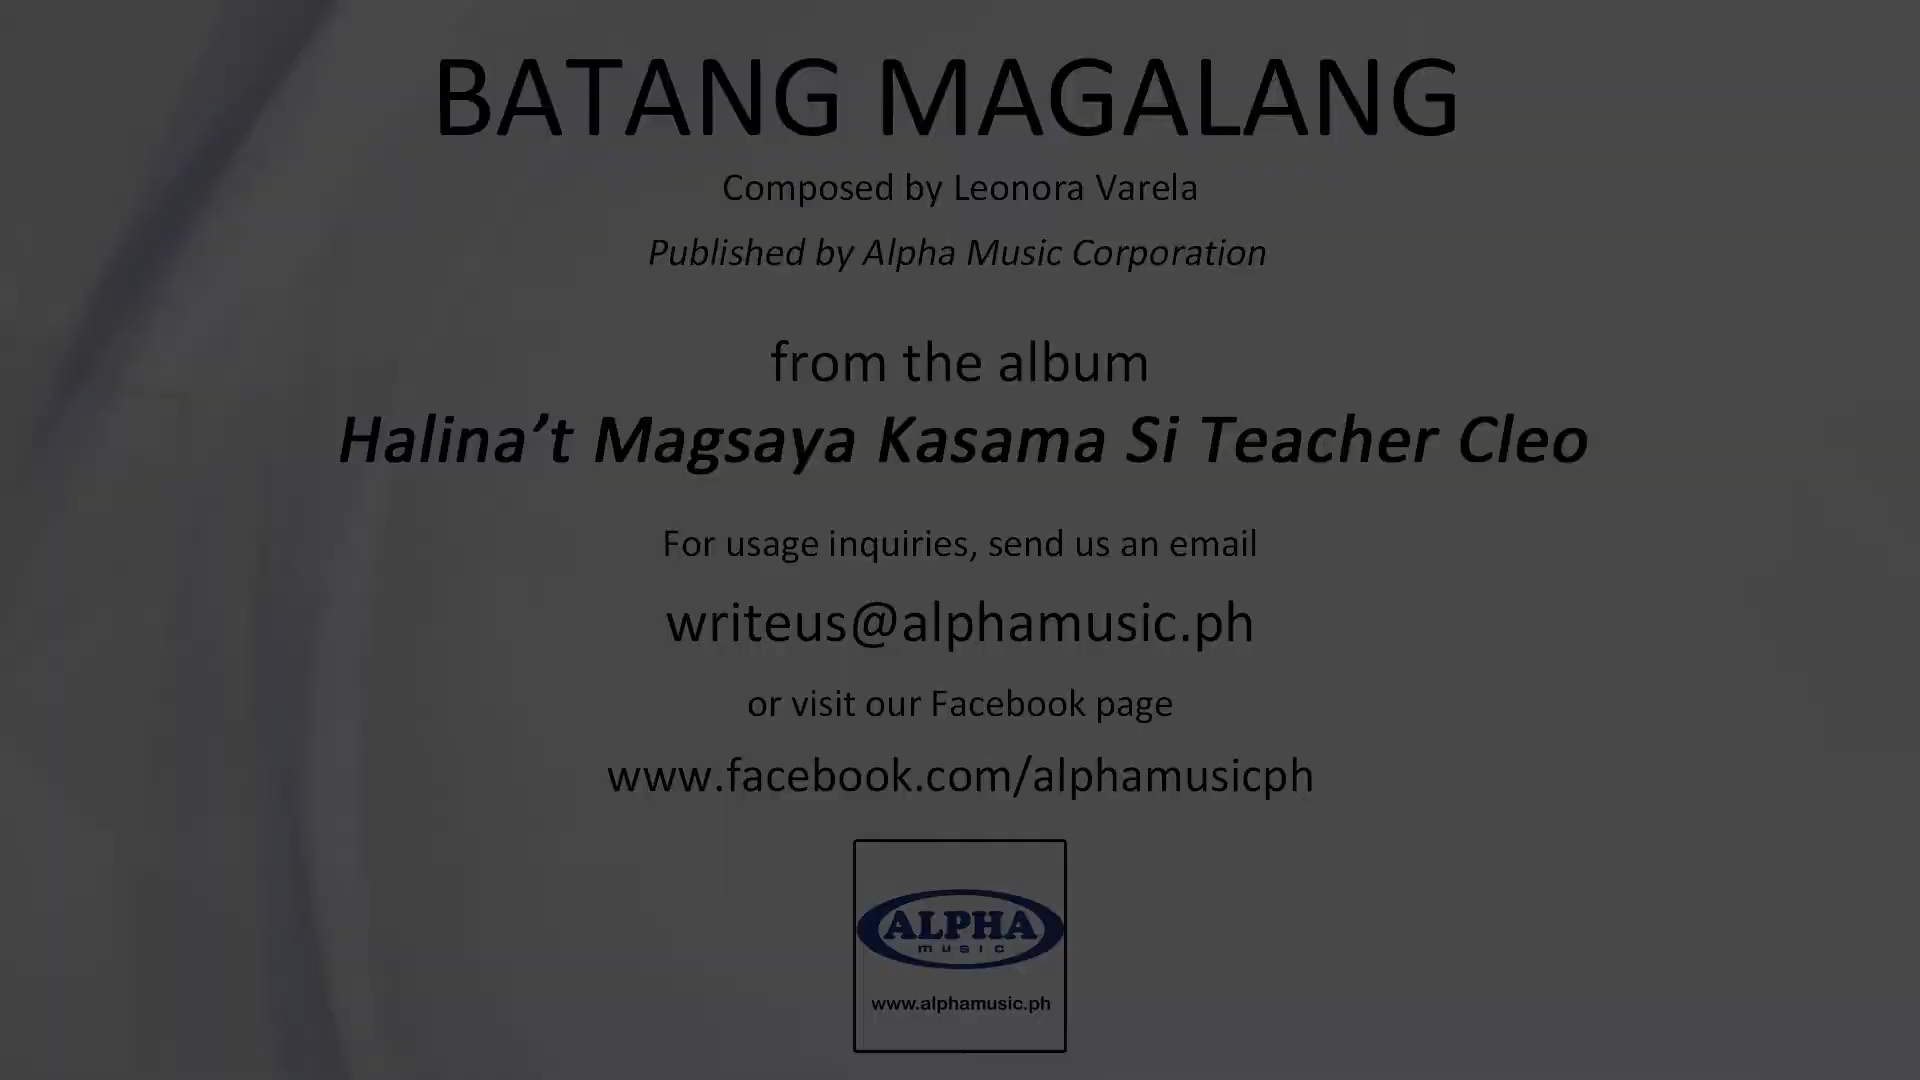 BATANG MAGALANG
Composed by Leonora Varela
Published by Alpha Music Corporation
from the album
Halina’t Magsaya Kasama Si Teacher Cleo
For usage inquiries, send us an email
writeus@alphamusic.ph
or visit our Facebook page
www.facebook.com/alphamusicph
ALPHA
music
www.alphamusic.ph